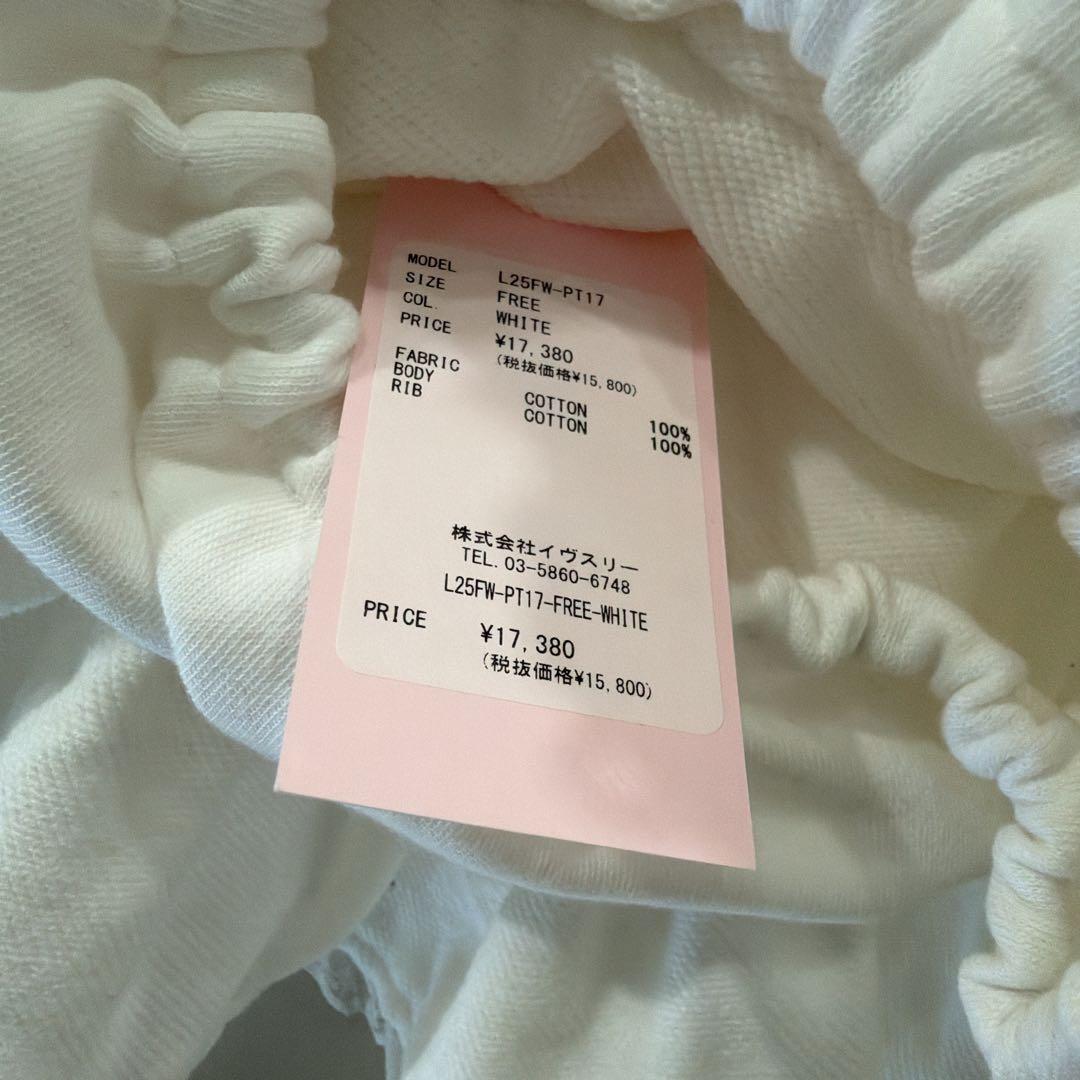 MODEL L25FW-PT17
SIZE FREE
COL. WHITE
PRICE ¥17,380
(税抜価格¥15,800)
FABRIC
BODY COTTON 100%
RIB COTTON 100%
株式会社イヴスリー
TEL. 03-5860-6748
L25FW-PT17-FREE-WHITE
PRICE ¥17,380
(税抜価格¥15,800)